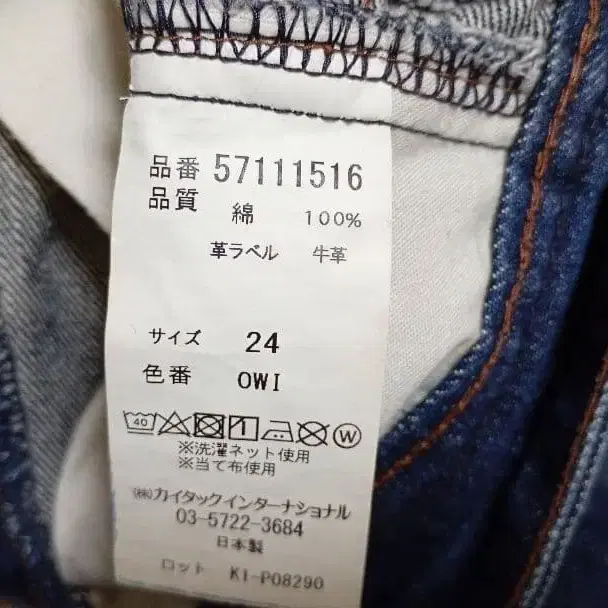 品番 57111516
品質 綿 100%
革ラベル 牛革
サイズ 24
色番 OWI
40 W
※洗濯ネット使用
※当て布使用
㈱カイタックインターナショナル
03-5722-3684
日本製
ロット KI-P08290